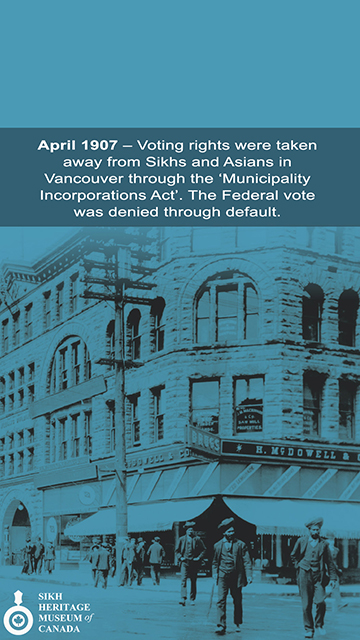 April 1907 – Voting rights were taken
away from Sikhs and Asians in
Vancouver through the ‘Municipality
Incorporations Act’. The Federal vote
was denied through default.
H. McDOWELL & C
SIKH
HERITAGE
MUSEUM of
CANADA